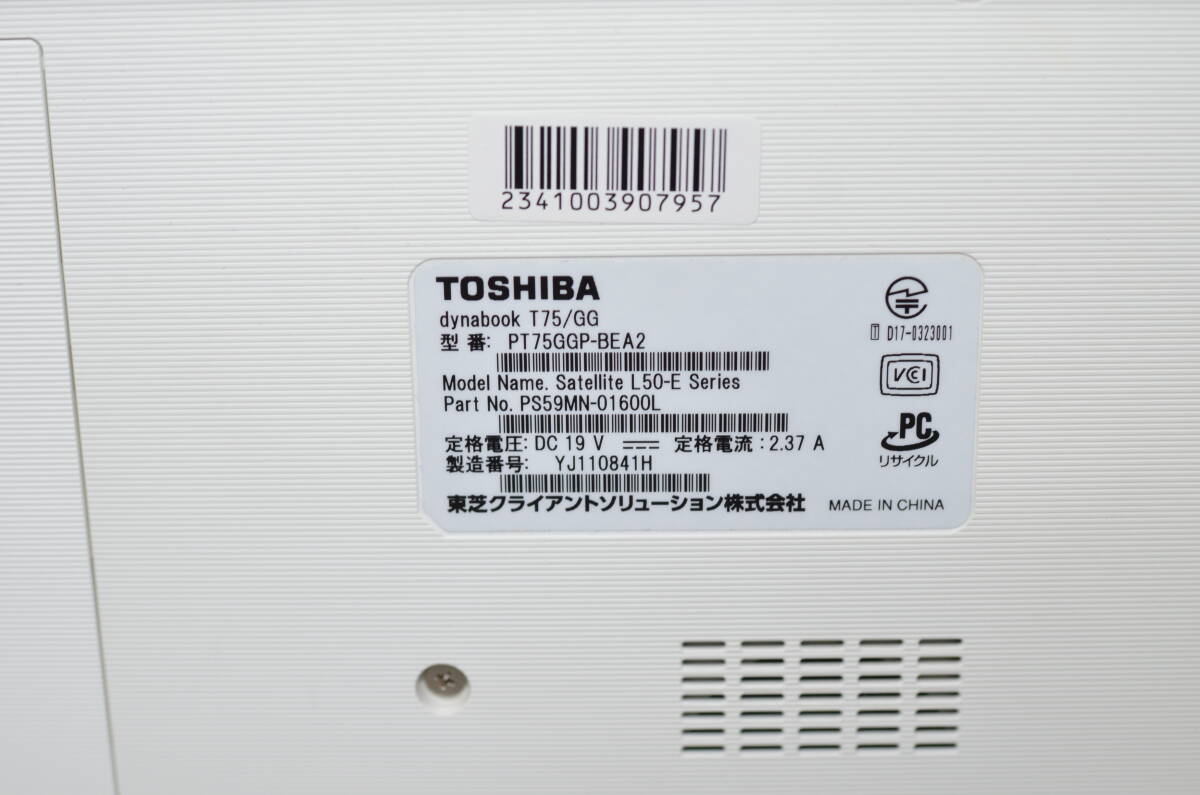 2341003907957
TOSHIBA
dynabook T75/GG
型 番: PT75GGP-BEA2
Model Name. Satellite L50-E Series
Part No. PS59MN-01600L
定格電圧: DC 19 V ⎓ 定格電流 : 2.37 A
製造番号: YJ110841H
東芝クライアントソリューション株式会社 MADE IN CHINA
T D17-0323001
VCCI
PC
リサイクル